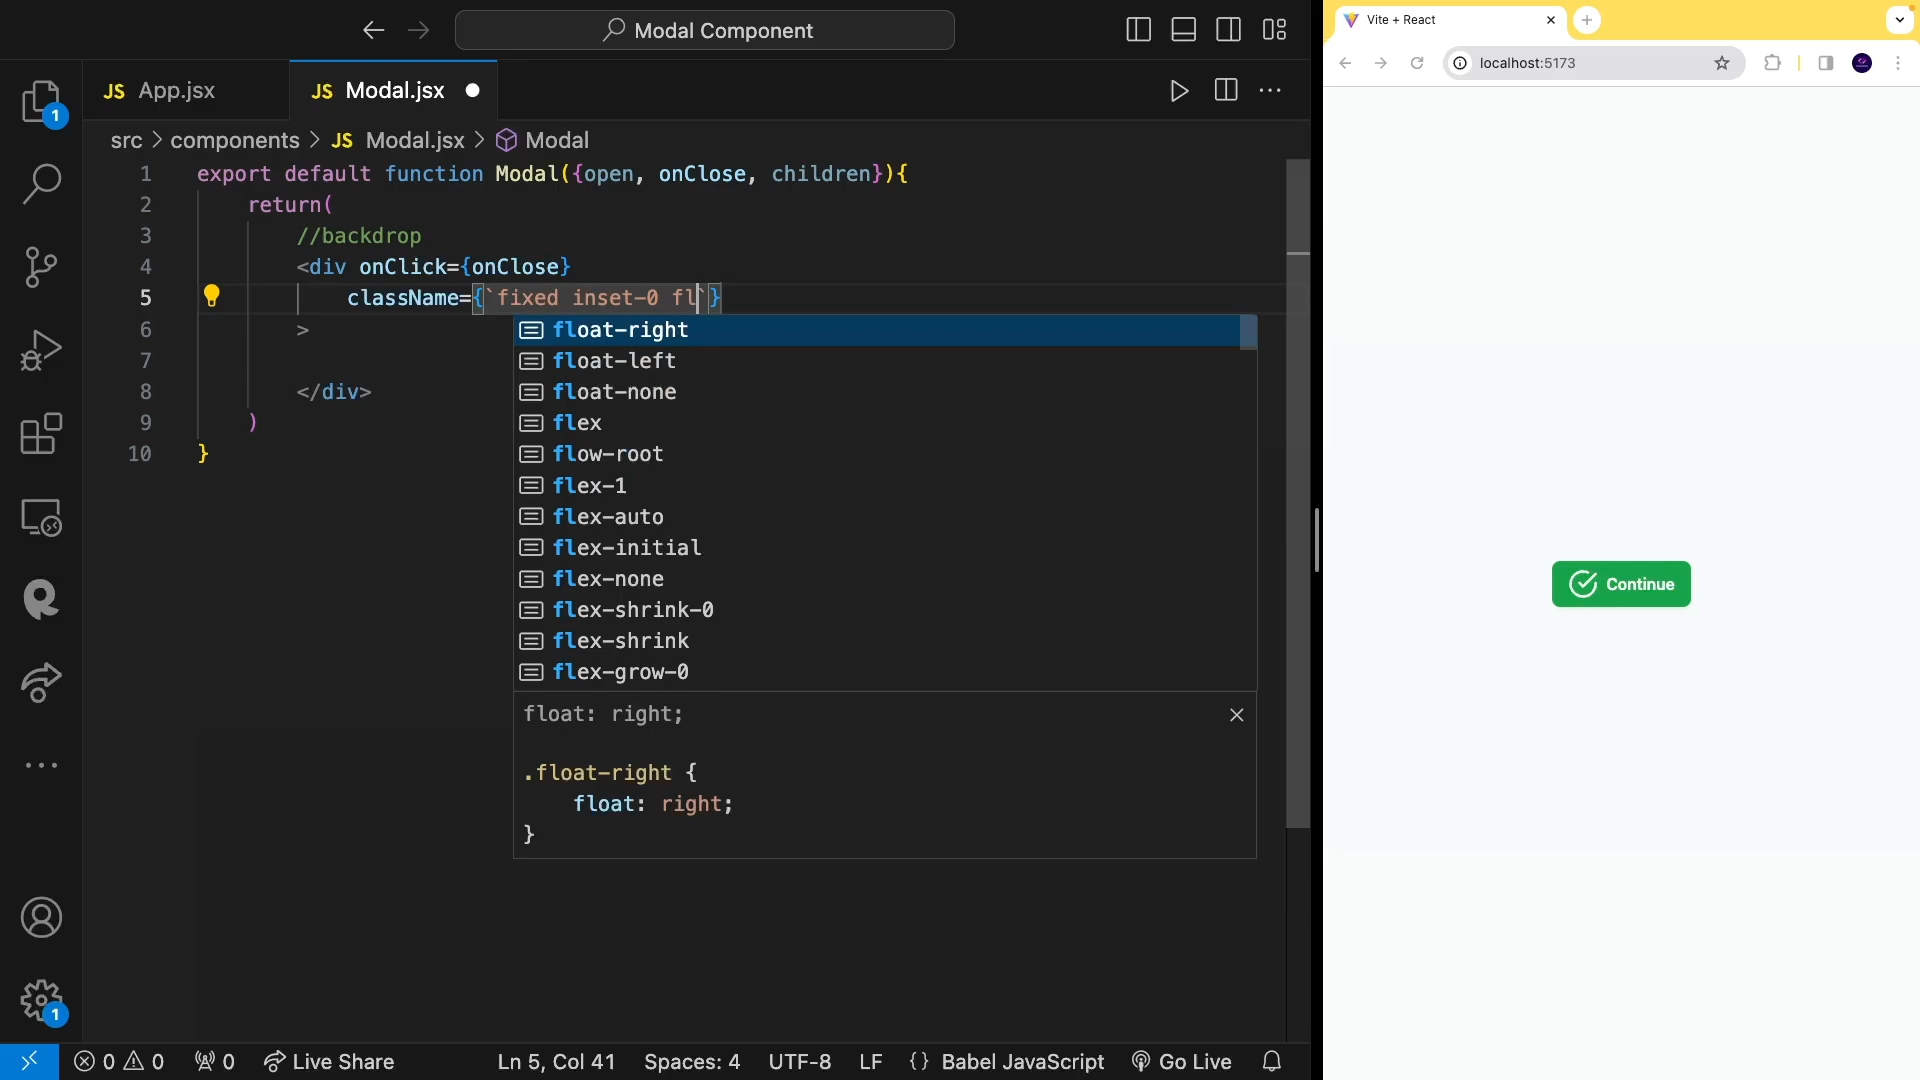 Modal Component
JS App.jsx
JS Modal.jsx
src > components > JS Modal.jsx > Modal
1 export default function Modal({open, onClose, children}){
2 return(
3 //backdrop
4 <div onClick={onClose}
5 className={`fixed inset-0 fl`}
6 >
7
8 </div>
9 )
10 }
float-right
float-left
float-none
flex
flow-root
flex-1
flex-auto
flex-initial
flex-none
flex-shrink-0
flex-shrink
flex-grow-0
float: right;
.float-right {
float: right;
}
1
1
0 0 0 Live Share Ln 5, Col 41 Spaces: 4 UTF-8 LF {} Babel JavaScript Go Live
Vite + React
localhost:5173
Continue